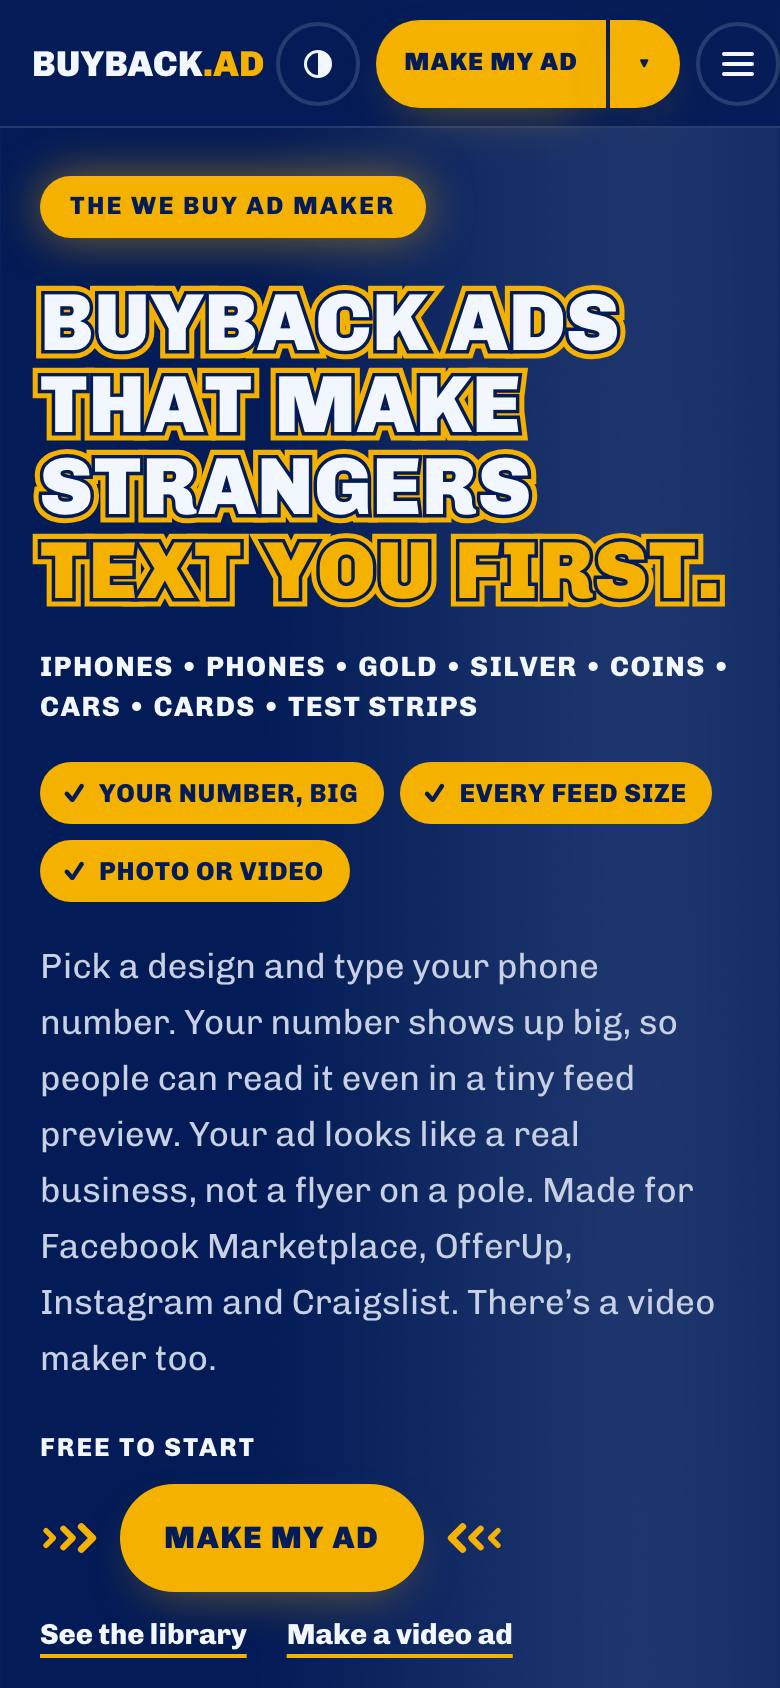 BUYBACK.AD
MAKE MY AD ▾
THE WE BUY AD MAKER
BUYBACK ADS
THAT MAKE
STRANGERS
TEXT YOU FIRST.
IPHONES • PHONES • GOLD • SILVER • COINS •
CARS • CARDS • TEST STRIPS
✓ YOUR NUMBER, BIG
✓ EVERY FEED SIZE
✓ PHOTO OR VIDEO
Pick a design and type your phone
number. Your number shows up big, so
people can read it even in a tiny feed
preview. Your ad looks like a real
business, not a flyer on a pole. Made for
Facebook Marketplace, OfferUp,
Instagram and Craigslist. There’s a video
maker too.
FREE TO START
MAKE MY AD
See the library
Make a video ad